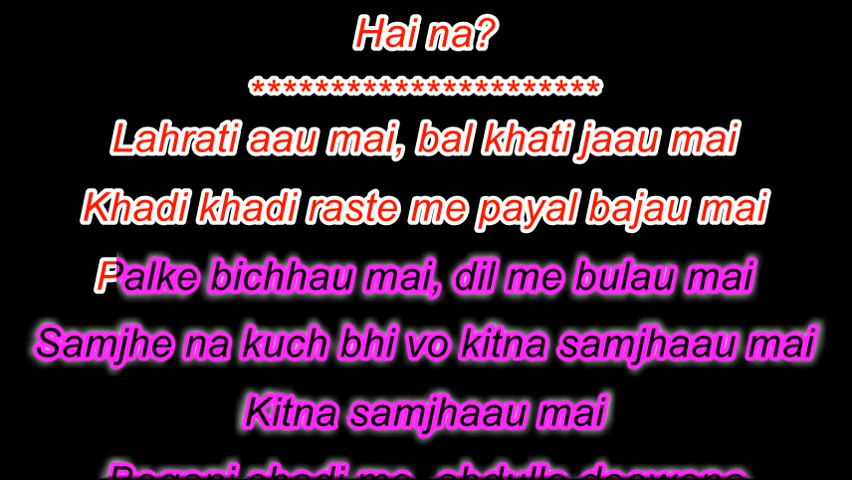 Hai na?
**********************
Lahrati aau mai, bal khati jaau mai
Khadi khadi raste me payal bajau mai
Palke bichhau mai, dil me bulau mai
Samjhe na kuch bhi vo kitna samjhaau mai
Kitna samjhaau mai